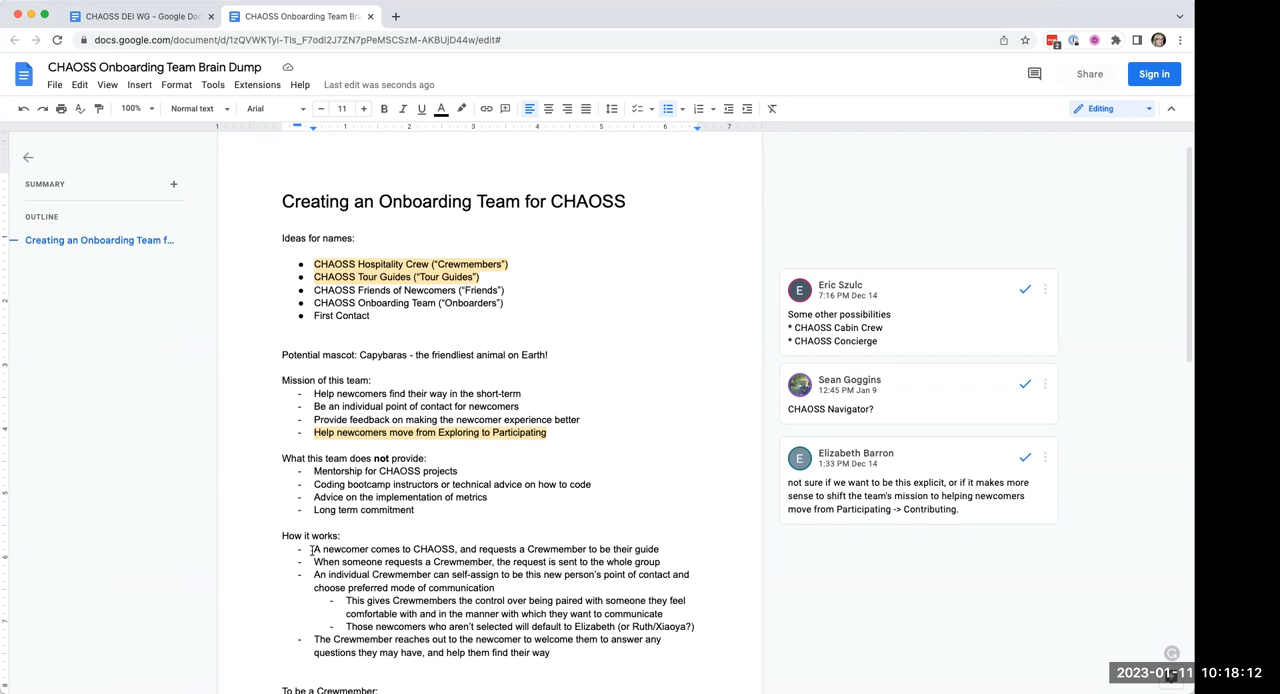 CHAOSS DEI WG - Google Doc
CHAOSS Onboarding Team Bra
docs.google.com/document/d/1zQVWKTyi-TIs_F7odI2J7ZN7pPeMSCSzM-AKBUjD44w/edit#
2
CHAOSS Onboarding Team Brain Dump
File Edit View Insert Format Tools Extensions Help Last edit was seconds ago
Share
Sign in
100% Normal text Arial 11 B I U A Editing
1 1 2 3 4 5 6 7
SUMMARY
OUTLINE
Creating an Onboarding Team f...
Creating an Onboarding Team for CHAOSS
Ideas for names:
● CHAOSS Hospitality Crew (“Crewmembers”)
● CHAOSS Tour Guides (“Tour Guides”)
● CHAOSS Friends of Newcomers (“Friends”)
● CHAOSS Onboarding Team (“Onboarders”)
● First Contact
Potential mascot: Capybaras - the friendliest animal on Earth!
Mission of this team:
- Help newcomers find their way in the short-term
- Be an individual point of contact for newcomers
- Provide feedback on making the newcomer experience better
- Help newcomers move from Exploring to Participating
What this team does not provide:
- Mentorship for CHAOSS projects
- Coding bootcamp instructors or technical advice on how to code
- Advice on the implementation of metrics
- Long term commitment
How it works:
- A newcomer comes to CHAOSS, and requests a Crewmember to be their guide
- When someone requests a Crewmember, the request is sent to the whole group
- An individual Crewmember can self-assign to be this new person’s point of contact and
choose preferred mode of communication
- This gives Crewmembers the control over being paired with someone they feel
comfortable with and in the manner with which they want to communicate
- Those newcomers who aren’t selected will default to Elizabeth (or Ruth/Xiaoya?)
- The Crewmember reaches out to the newcomer to welcome them to answer any
questions they may have, and help them find their way
To be a Crewmember:
E
Eric Szulc
7:16 PM Dec 14
Some other possibilities
* CHAOSS Cabin Crew
* CHAOSS Concierge
Sean Goggins
12:45 PM Jan 9
CHAOSS Navigator?
E
Elizabeth Barron
1:33 PM Dec 14
not sure if we want to be this explicit, or if it makes more
sense to shift the team's mission to helping newcomers
move from Participating -> Contributing.
2023-01-11 10:18:12